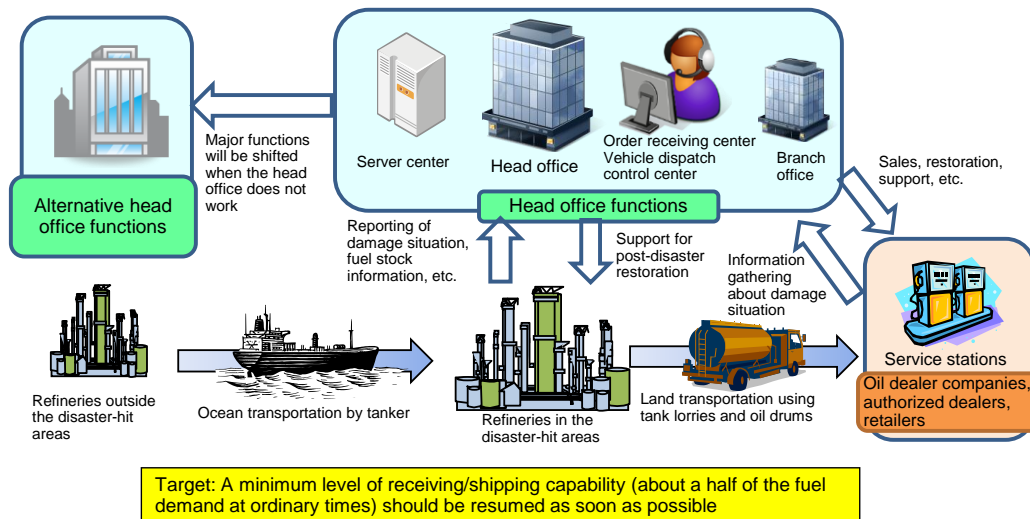 Server center
Head office
Order receiving center
Vehicle dispatch
control center
Branch
office
Head office functions
Major functions
will be shifted
when the head
office does not
work
Alternative head
office functions
Reporting of
damage situation,
fuel stock
information, etc.
Support for
post-disaster
restoration
Sales, restoration,
support, etc.
Information
gathering
about damage
situation
Refineries outside
the disaster-hit
areas
Ocean transportation by tanker
Refineries in the
disaster-hit areas
Land transportation using
tank lorries and oil drums
Service stations
Oil dealer companies,
authorized dealers,
retailers
Target: A minimum level of receiving/shipping capability (about a half of the fuel
demand at ordinary times) should be resumed as soon as possible